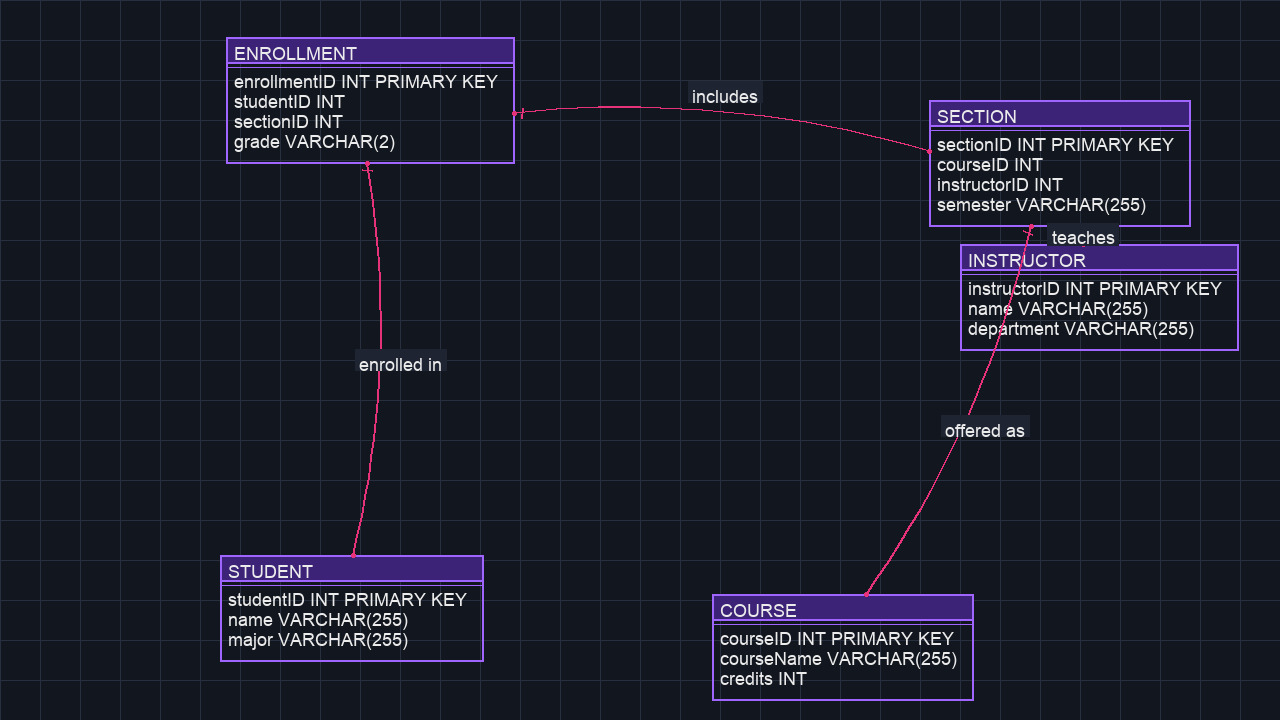 ENROLLMENT
enrollmentID INT PRIMARY KEY
studentID INT
sectionID INT
grade VARCHAR(2)
includes
SECTION
sectionID INT PRIMARY KEY
courseID INT
instructorID INT
semester VARCHAR(255)
teaches
INSTRUCTOR
instructorID INT PRIMARY KEY
name VARCHAR(255)
department VARCHAR(255)
enrolled in
offered as
STUDENT
studentID INT PRIMARY KEY
name VARCHAR(255)
major VARCHAR(255)
COURSE
courseID INT PRIMARY KEY
courseName VARCHAR(255)
credits INT